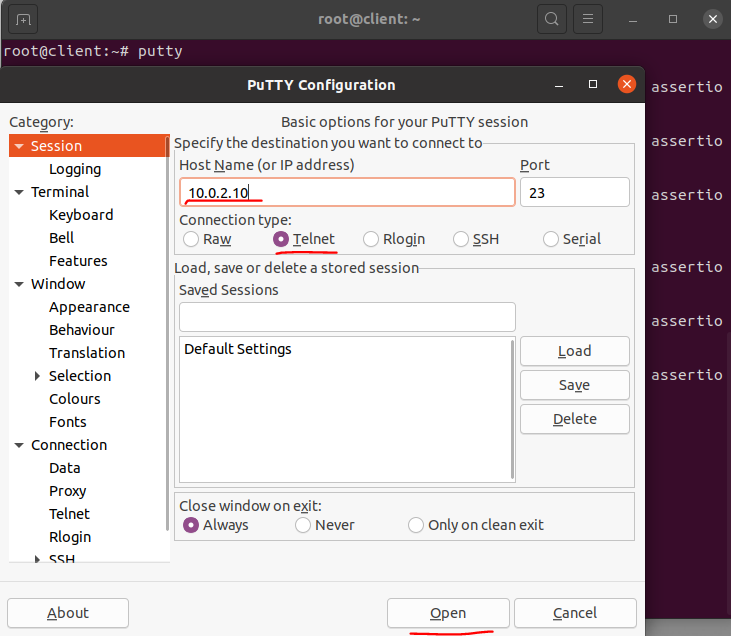 root@client: ~
root@client:~# putty
PuTTY Configuration
assertio
assertio
assertio
assertio
assertio
assertio
Category:
Session
Logging
Terminal
Keyboard
Bell
Features
Window
Appearance
Behaviour
Translation
Selection
Colours
Fonts
Connection
Data
Proxy
Telnet
Rlogin
SSH
Basic options for your PuTTY session
Specify the destination you want to connect to
Host Name (or IP address) Port
10.0.2.10 23
Connection type:
Raw Telnet Rlogin SSH Serial
Load, save or delete a stored session
Saved Sessions
Default Settings
Load
Save
Delete
Close window on exit:
Always Never Only on clean exit
About Open Cancel